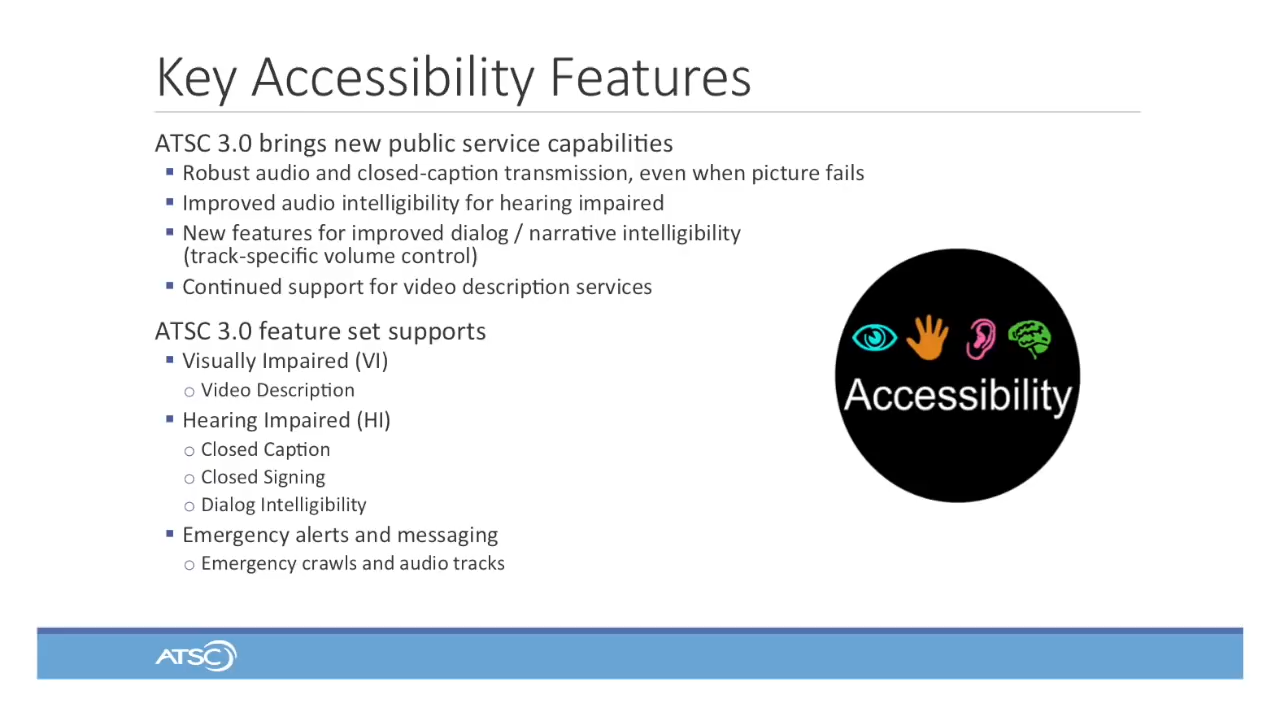 Key Accessibility Features
ATSC 3.0 brings new public service capabilities
▪ Robust audio and closed-caption transmission, even when picture fails
▪ Improved audio intelligibility for hearing impaired
▪ New features for improved dialog / narrative intelligibility
(track-specific volume control)
▪ Continued support for video description services
ATSC 3.0 feature set supports
▪ Visually Impaired (VI)
○ Video Description
▪ Hearing Impaired (HI)
○ Closed Caption
○ Closed Signing
○ Dialog Intelligibility
▪ Emergency alerts and messaging
○ Emergency crawls and audio tracks
Accessibility
ATSC